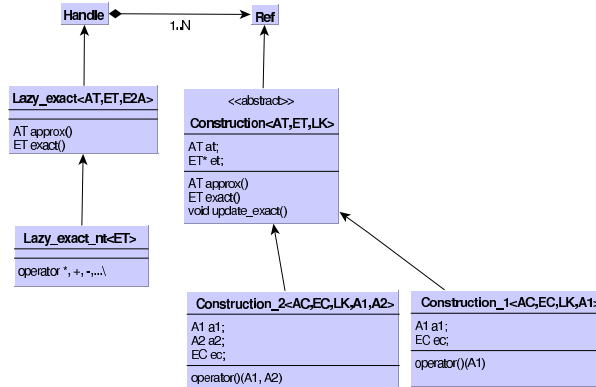 Handle
1..N
Ref
Lazy_exact<AT,ET,E2A>
AT approx()
ET exact()
Lazy_exact_nt<ET>
operator *, +, -,...\
<<abstract>>
Construction<AT,ET,LK>
AT at;
ET* et;
AT approx()
ET exact()
void update_exact()
Construction_2<AC,EC,LK,A1,A2>
A1 a1;
A2 a2;
EC ec;
operator()(A1, A2)
Construction_1<AC,EC,LK,A1>
A1 a1;
EC ec;
operator()(A1)